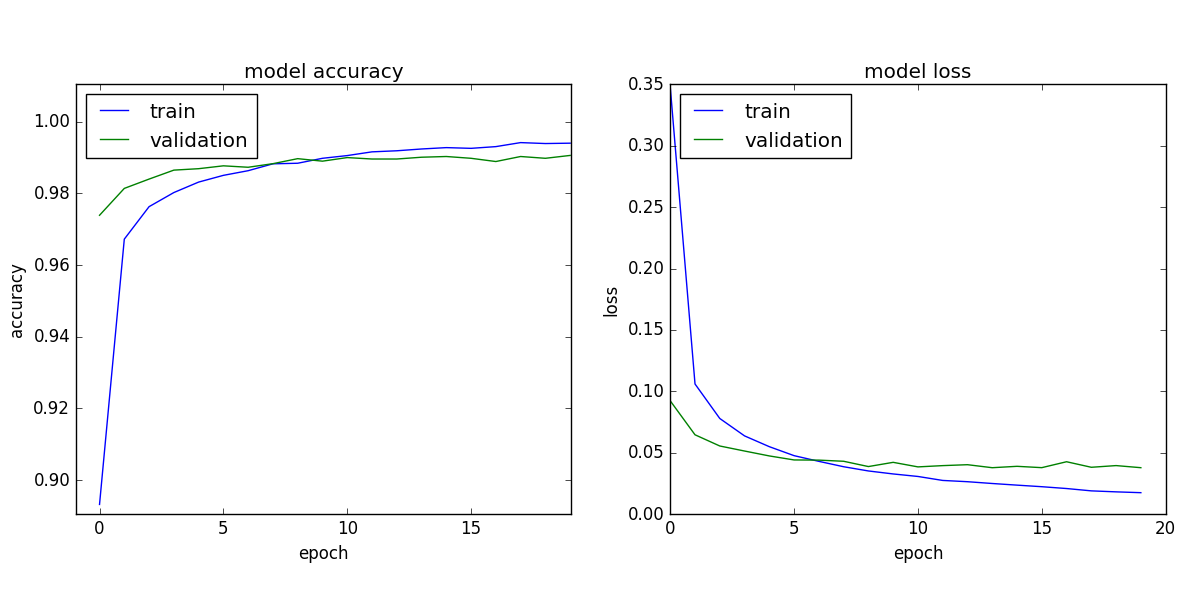 model accuracy
train
validation
1.00
0.98
0.96
0.94
0.92
0.90
accuracy
0 5 10 15
epoch
model loss
train
validation
0.35
0.30
0.25
0.20
0.15
0.10
0.05
0.00
loss
0 5 10 15 20
epoch